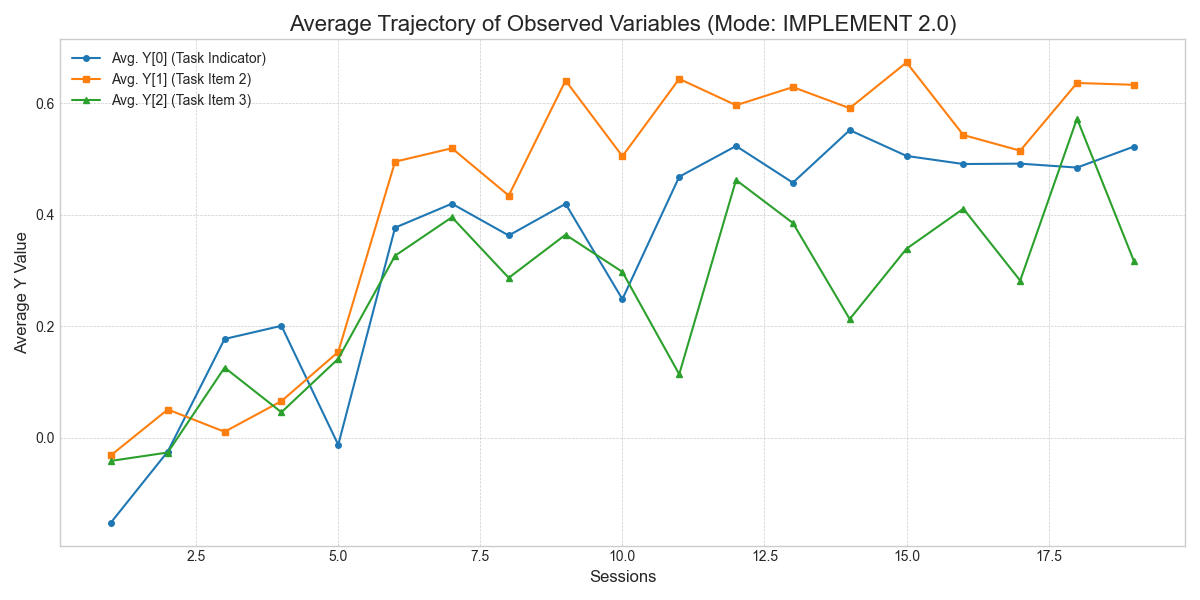 Average Trajectory of Observed Variables (Mode: IMPLEMENT 2.0)
Avg. Y[0] (Task Indicator)
Avg. Y[1] (Task Item 2)
Avg. Y[2] (Task Item 3)
Average Y Value
0.6
0.4
0.2
0.0
2.5 5.0 7.5 10.0 12.5 15.0 17.5
Sessions